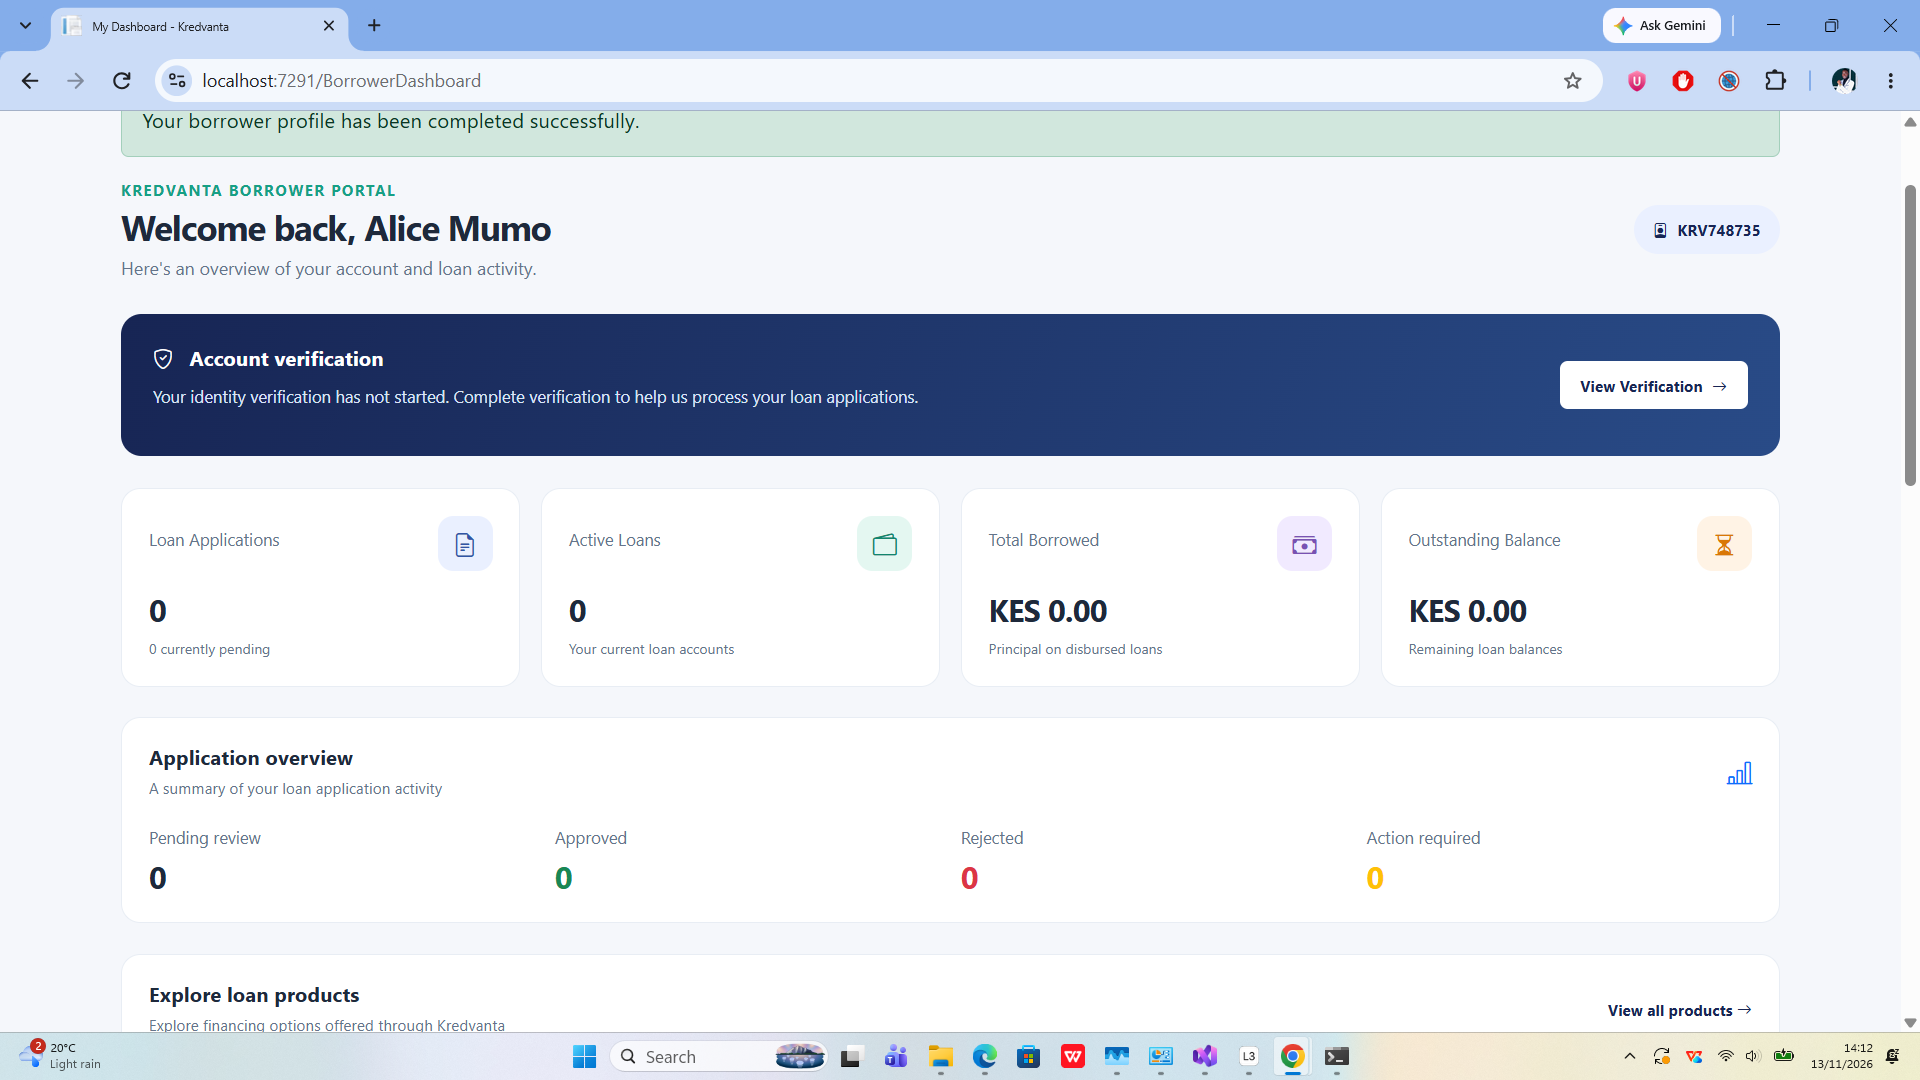 My Dashboard - Kredvanta
Ask Gemini
localhost:7291/BorrowerDashboard
Your borrower profile has been completed successfully.
KREDVANTA BORROWER PORTAL
Welcome back, Alice Mumo
KRV748735
Here's an overview of your account and loan activity.
Account verification
Your identity verification has not started. Complete verification to help us process your loan applications.
View Verification →
Loan Applications
0
0 currently pending
Active Loans
0
Your current loan accounts
Total Borrowed
KES 0.00
Principal on disbursed loans
Outstanding Balance
KES 0.00
Remaining loan balances
Application overview
A summary of your loan application activity
Pending review
0
Approved
0
Rejected
0
Action required
0
Explore loan products
Explore financing options offered through Kredvanta
View all products →
2
20°C
Light rain
Search
L3
14:12
13/11/2026